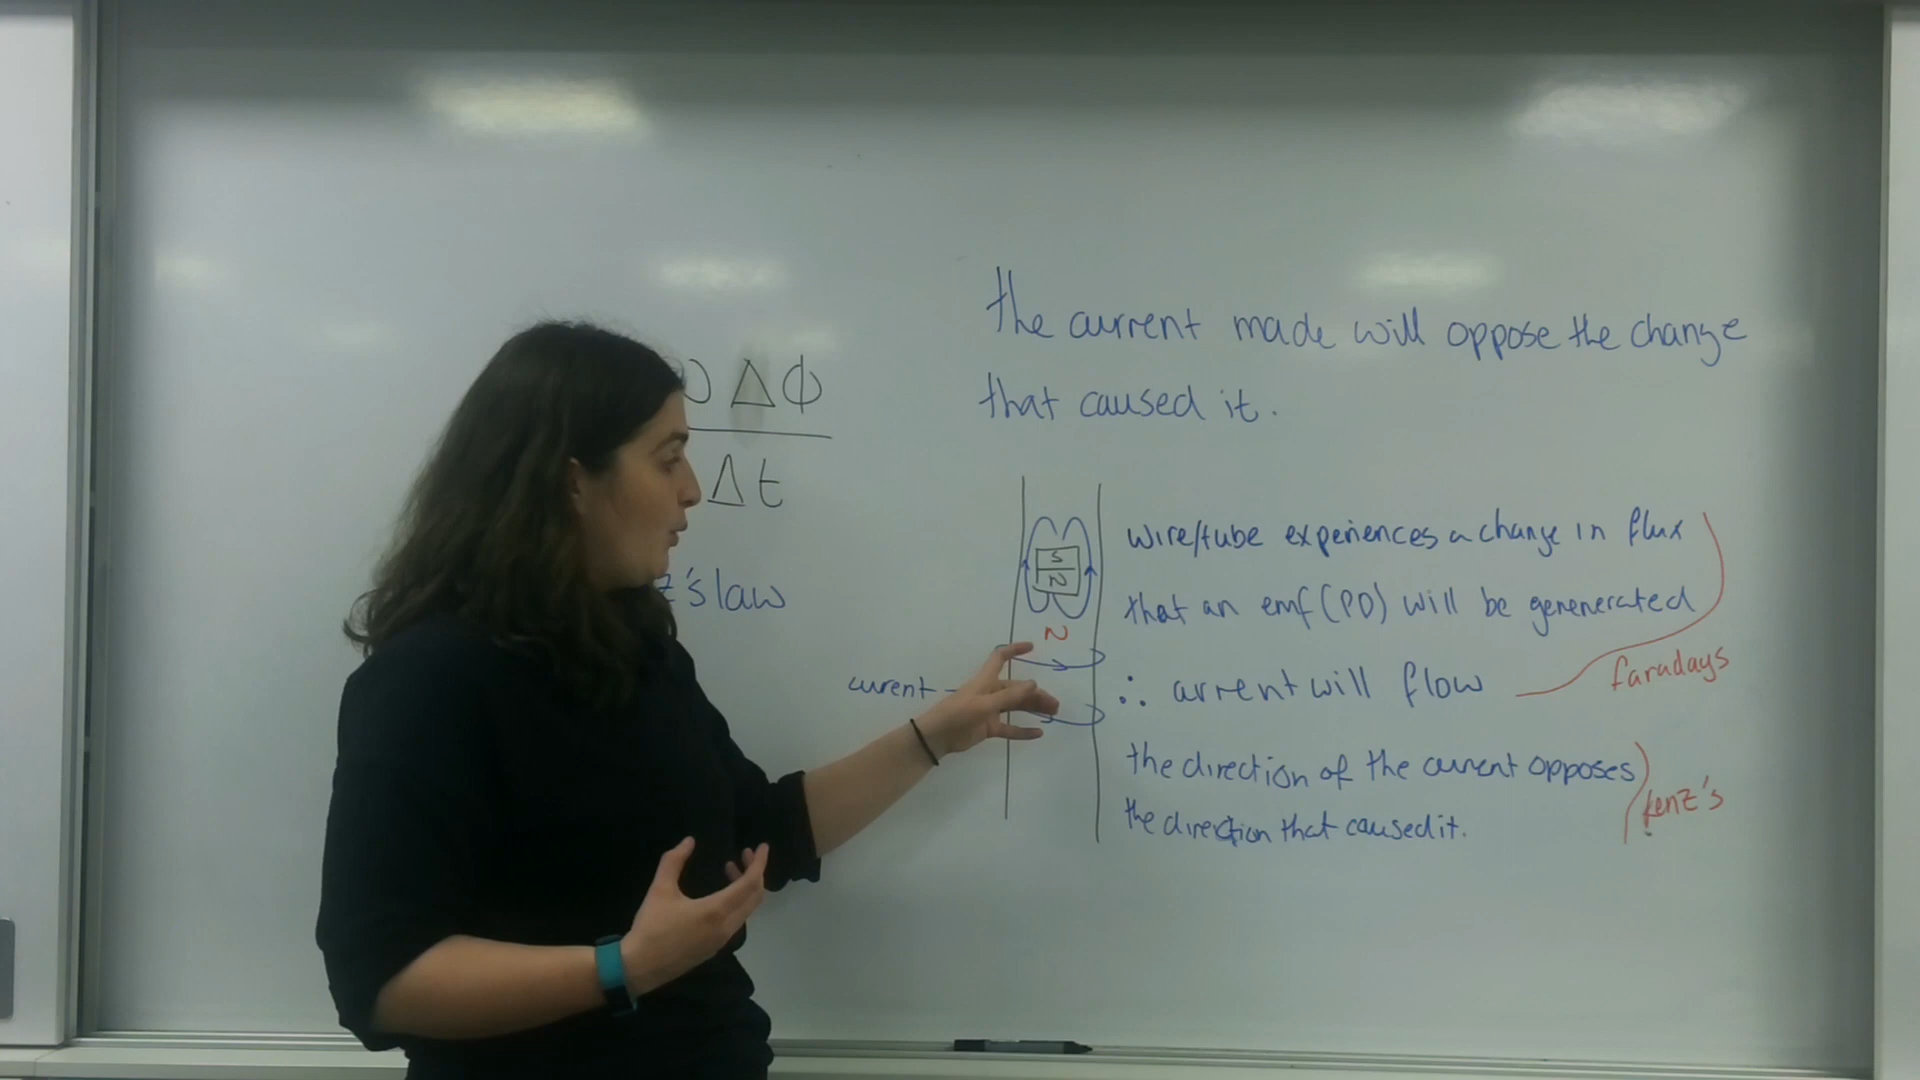 ΔΦ
Δt
z's law
the current made will oppose the change
that caused it.
S
N
N
current
wire/tube experiences a change in flux
that an emf (PD) will be genenerated
∴ current will flow
faradays
the direction of the current opposes
the direction that caused it.
lenz's